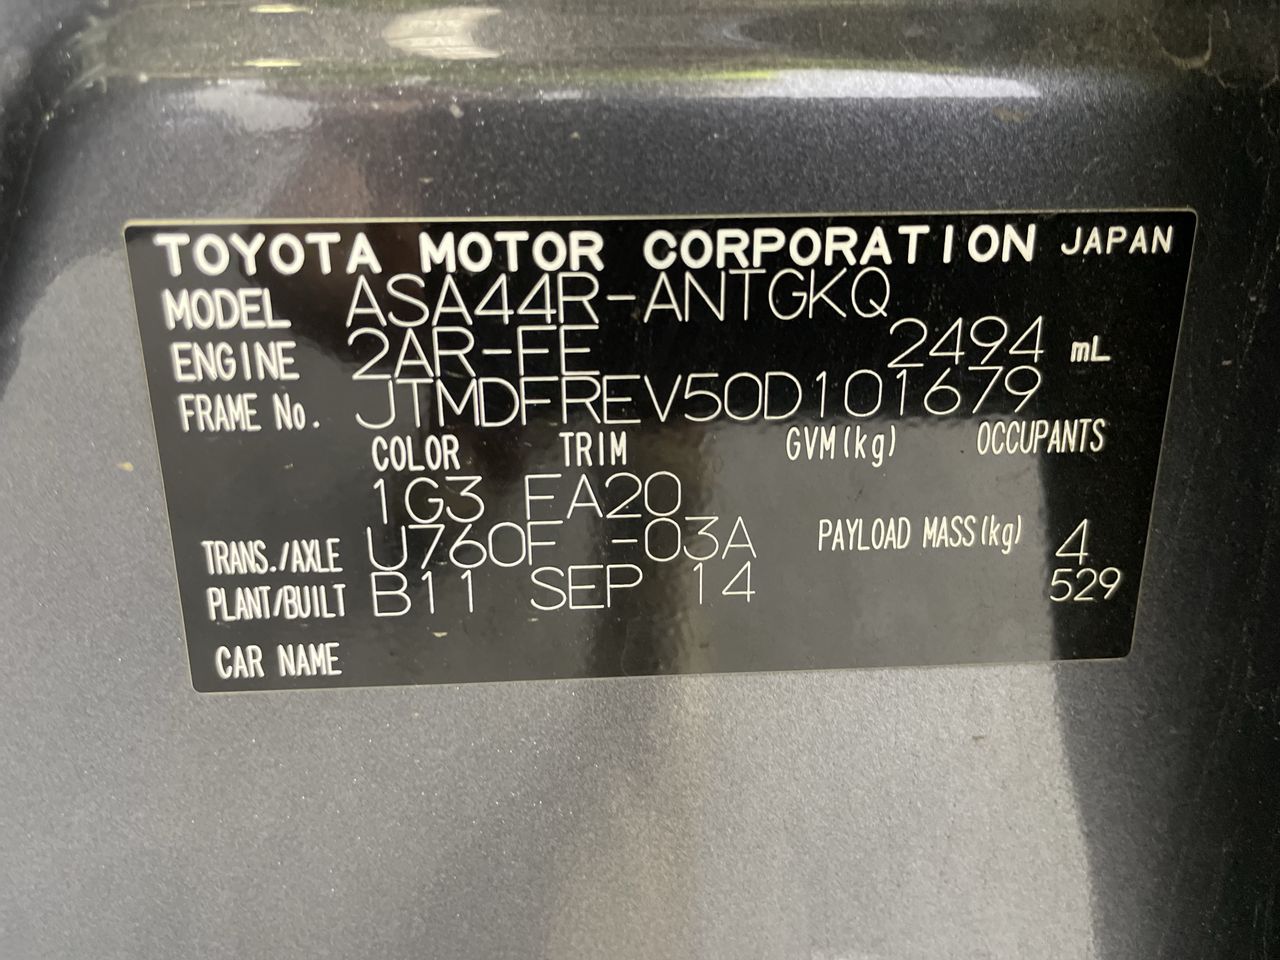 TOYOTA MOTOR CORPORATION JAPAN
MODEL ASA44R-ANTGKQ
ENGINE 2AR-FE 2494 mL
FRAME No. JTMDFREV50D101679
COLOR TRIM GVM(kg) OCCUPANTS
1G3 FA20
TRANS./AXLE U760F -03A PAYLOAD MASS(kg) 4
PLANT/BUILT B11 SEP 14 529
CAR NAME